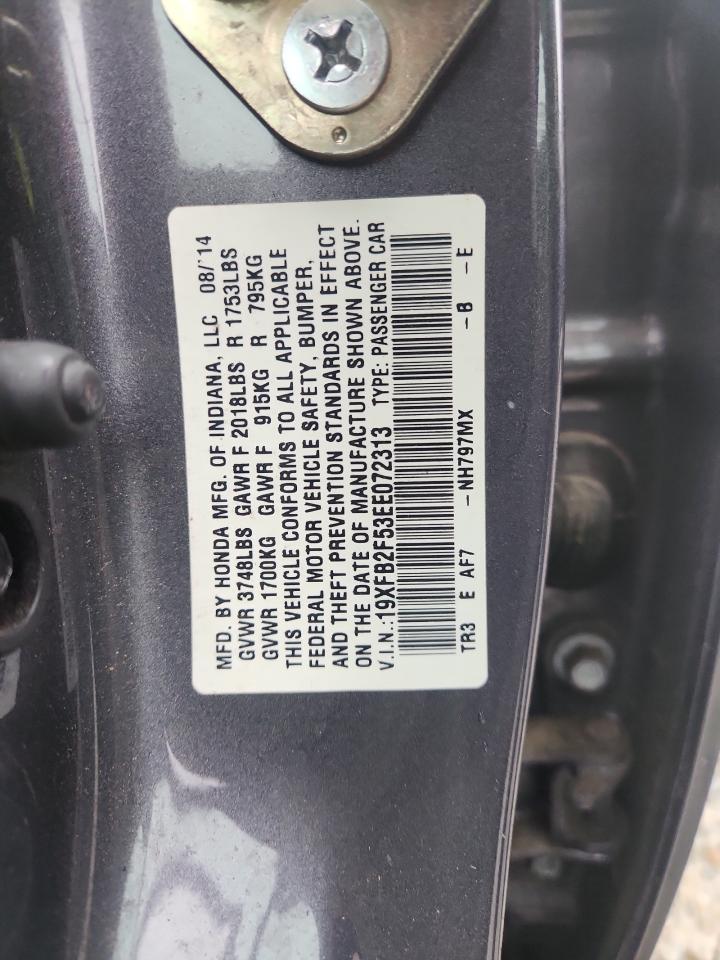 MFD. BY HONDA MFG. OF INDIANA, LLC 08/'14
GVWR 3748LBS GAWR F 2018LBS R 1753LBS
GVWR 1700KG GAWR F 915KG R 795KG
THIS VEHICLE CONFORMS TO ALL APPLICABLE
FEDERAL MOTOR VEHICLE SAFETY, BUMPER,
AND THEFT PREVENTION STANDARDS IN EFFECT
ON THE DATE OF MANUFACTURE SHOWN ABOVE.
V.I.N.:19XFB2F53EE072313 TYPE: PASSENGER CAR
TR3 E AF7 -NH797MX -B -E